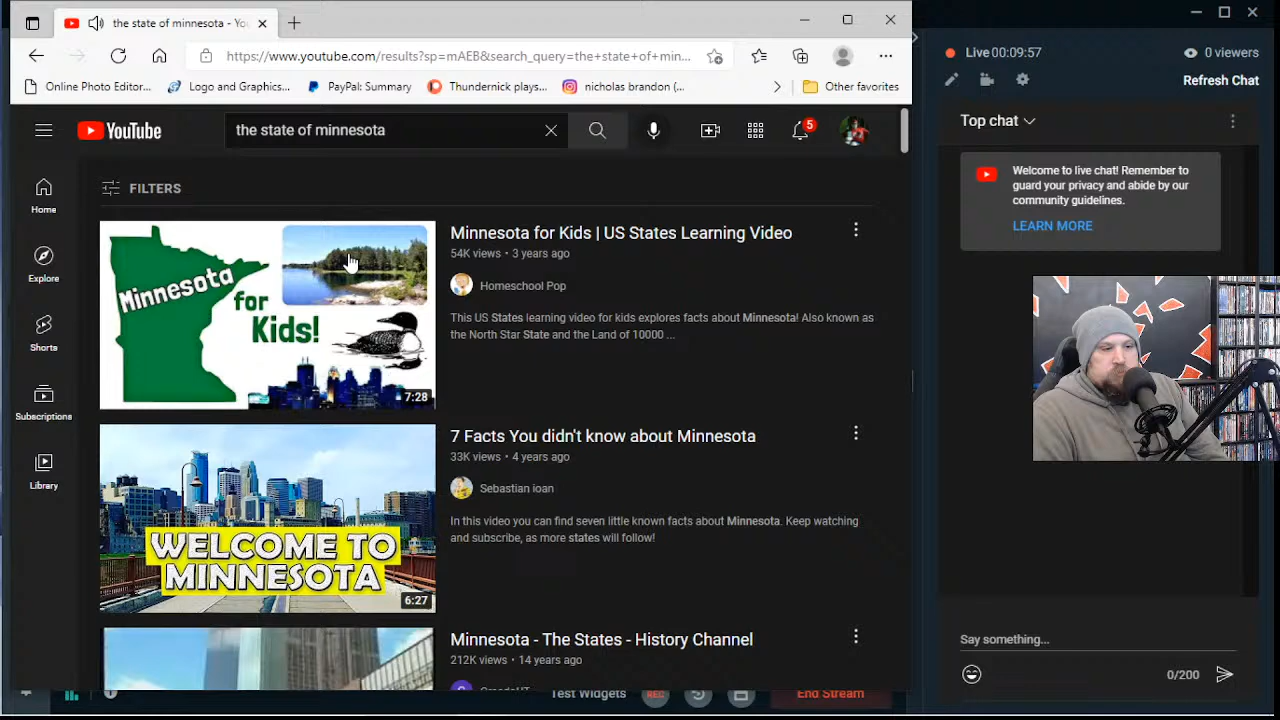 the state of minnesota - Yo
https://www.youtube.com/results?sp=mAEB&search_query=the+state+of+min...
Online Photo Editor...
Logo and Graphics...
PayPal: Summary
Thundernick plays...
nicholas brandon (...
Other favorites
YouTube
the state of minnesota
5
FILTERS
Home
Explore
Shorts
Subscriptions
Library
Minnesota
for
Kids!
7:28
Minnesota for Kids | US States Learning Video
54K views • 3 years ago
Homeschool Pop
This US States learning video for kids explores facts about Minnesota! Also known as
the North Star State and the Land of 10000 ...
WELCOME TO
MINNESOTA
6:27
7 Facts You didn't know about Minnesota
33K views • 4 years ago
Sebastian ioan
In this video you can find seven little known facts about Minnesota. Keep watching
and subscribe, as more states will follow!
Minnesota - The States - History Channel
212K views • 14 years ago
Test Widgets
REC
End Stream
Live 00:09:57
0 viewers
Refresh Chat
Top chat
Welcome to live chat! Remember to
guard your privacy and abide by our
community guidelines.
LEARN MORE
Say something...
0/200